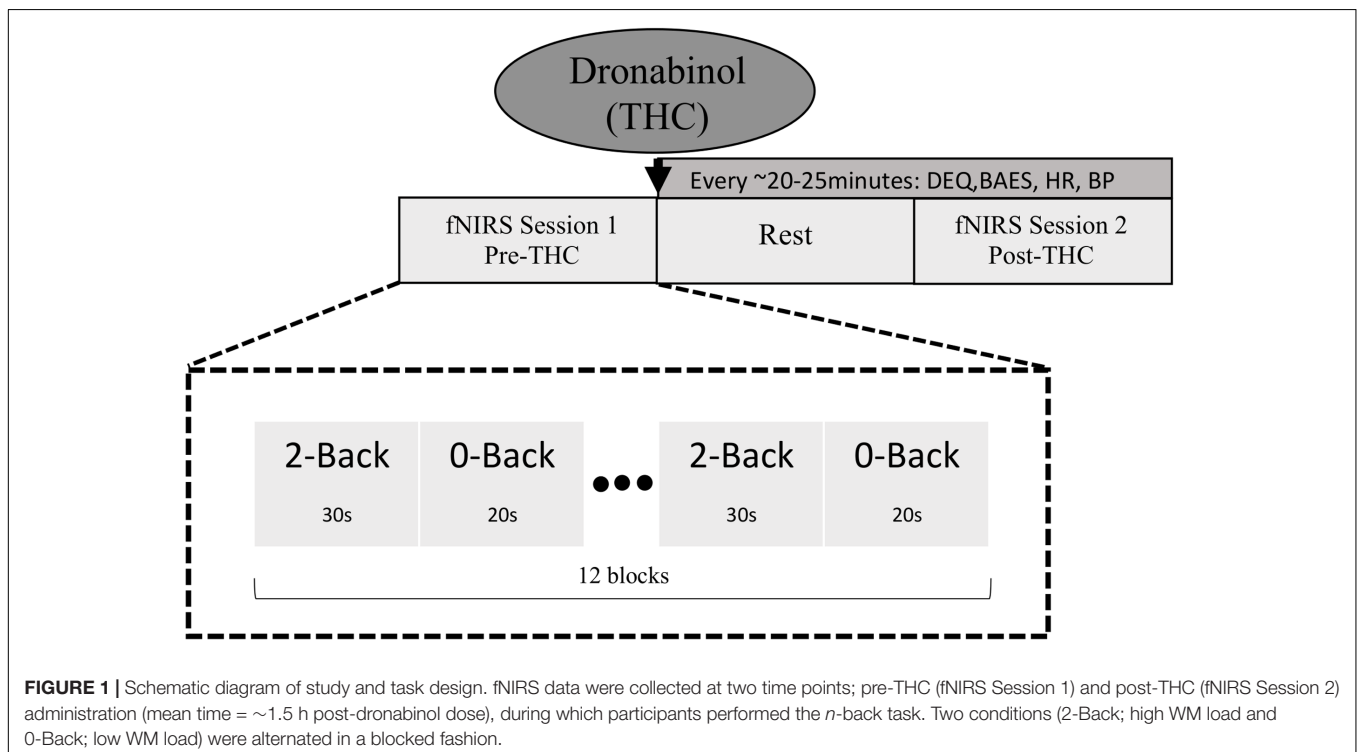 Dronabinol
(THC)
Every ~20-25minutes: DEQ,BAES, HR, BP
fNIRS Session 1
Pre-THC
Rest
fNIRS Session 2
Post-THC
2-Back
30s
0-Back
20s
2-Back
30s
0-Back
20s
12 blocks
FIGURE 1 | Schematic diagram of study and task design. fNIRS data were collected at two time points; pre-THC (fNIRS Session 1) and post-THC (fNIRS Session 2)
administration (mean time = ~1.5 h post-dronabinol dose), during which participants performed the n-back task. Two conditions (2-Back; high WM load and
0-Back; low WM load) were alternated in a blocked fashion.